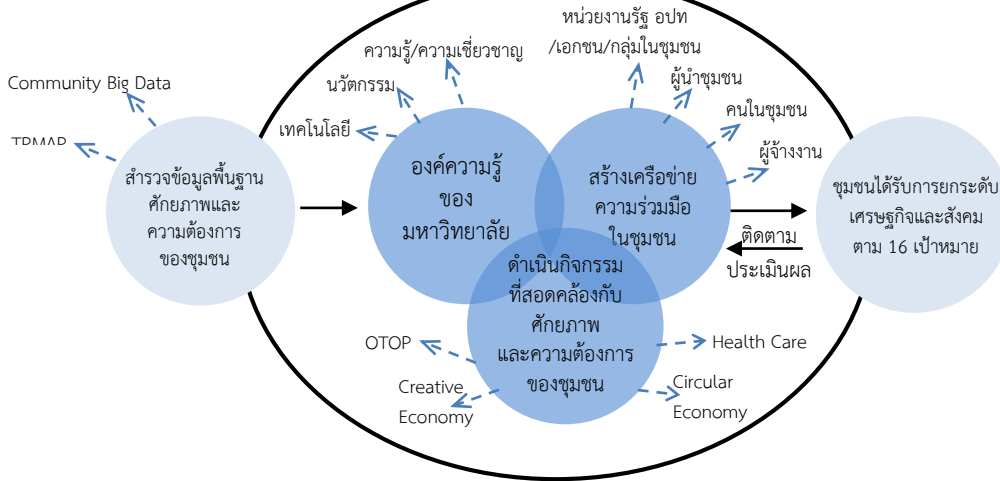 Community Big Data
สำรวจข้อมูลพื้นฐาน
ศักยภาพและ
ความต้องการ
ของชุมชน
ความรู้/ความเชี่ยวชาญ
นวัตกรรม
เทคโนโลยี
องค์ความรู้
ของ
มหาวิทยาลัย
หน่วยงานรัฐ อปท
/เอกชน/กลุ่มในชุมชน
ผู้นำชุมชน
คนในชุมชน
ผู้จ้างงาน
สร้างเครือข่าย
ความร่วมมือ
ในชุมชน
ดำเนินกิจกรรม
ที่สอดคล้องกับ
ศักยภาพ
และความต้องการ
ของชุมชน
OTOP
Creative
Economy
Health Care
Circular
Economy
ติดตาม
ประเมินผล
ชุมชนได้รับการยกระดับ
เศรษฐกิจและสังคม
ตาม 16 เป้าหมาย